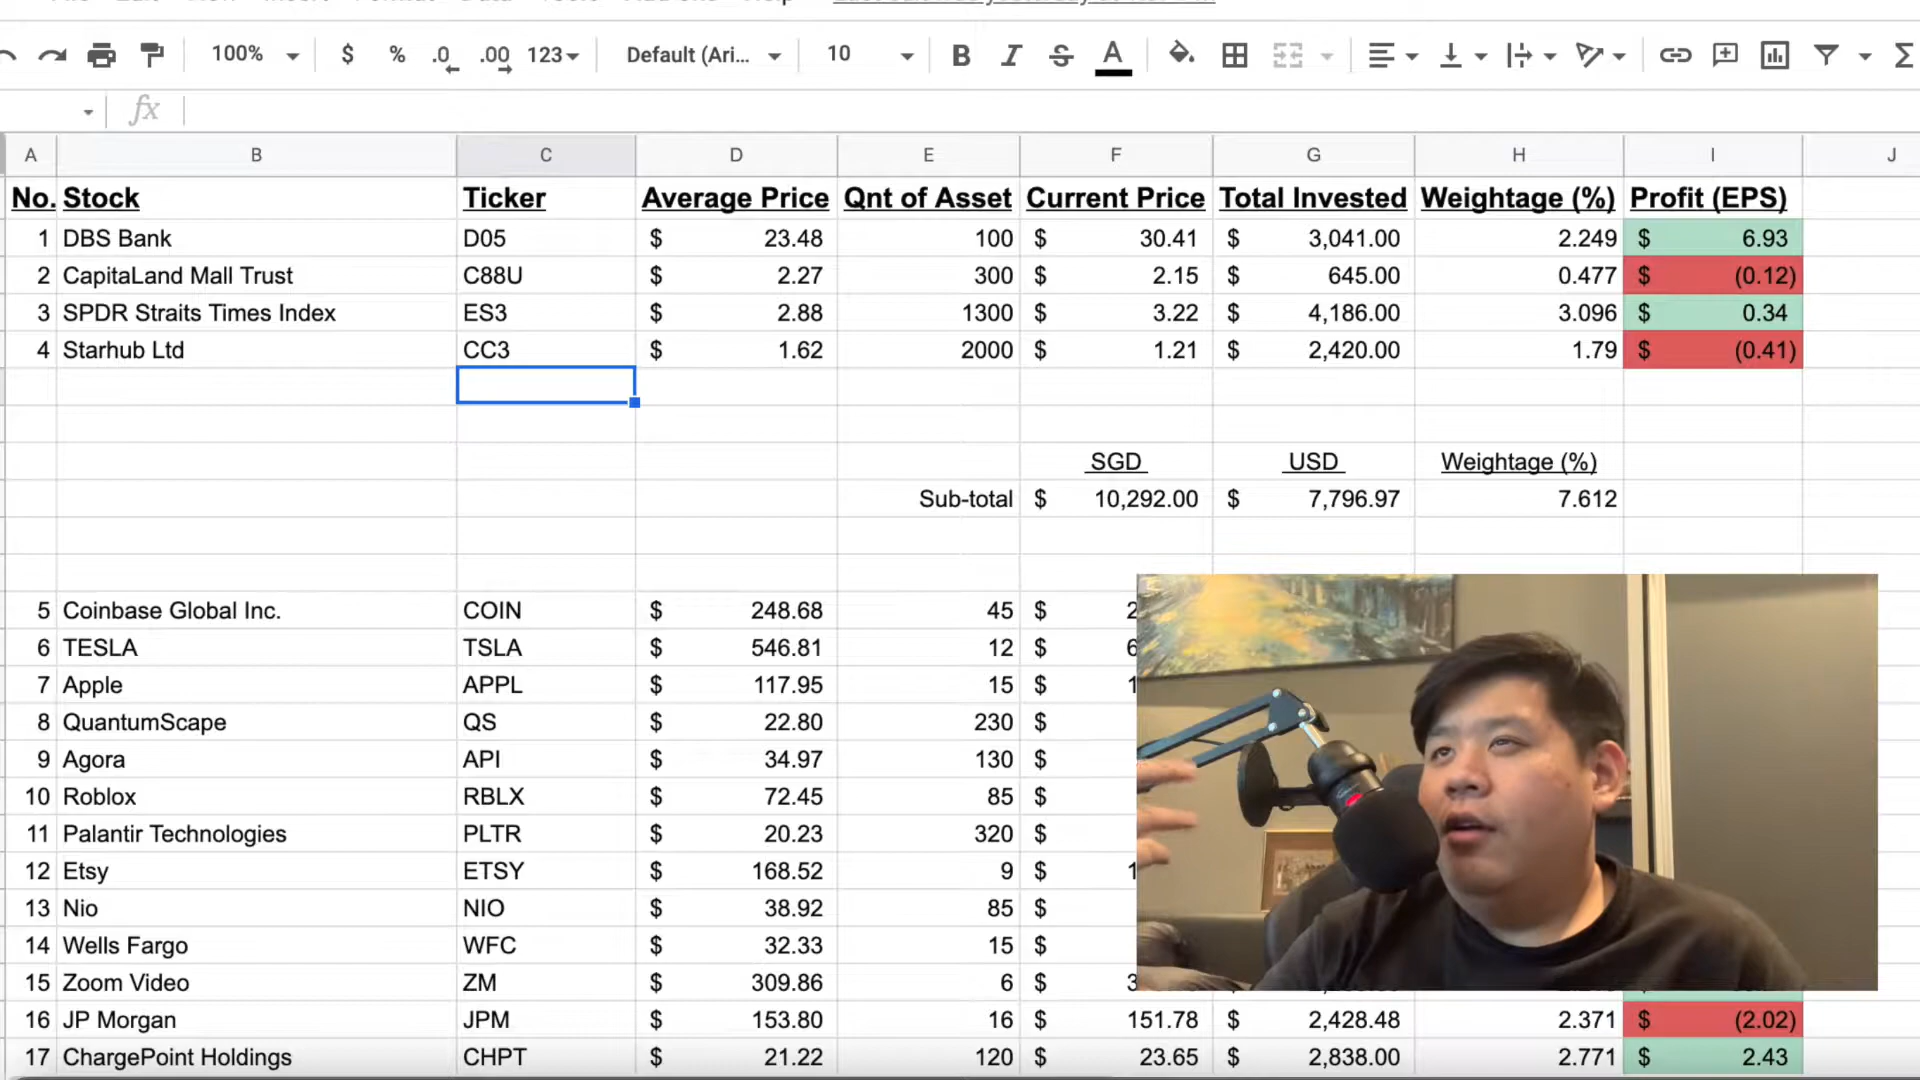 100% $ % .0 .00 123 Default (Ari... 10 B I S A
fx
A B C D E F G H I J
No. Stock Ticker Average Price Qnt of Asset Current Price Total Invested Weightage (%) Profit (EPS)
1 DBS Bank D05 $ 23.48 100 $ 30.41 $ 3,041.00 2.249 $ 6.93
2 CapitaLand Mall Trust C88U $ 2.27 300 $ 2.15 $ 645.00 0.477 $ (0.12)
3 SPDR Straits Times Index ES3 $ 2.88 1300 $ 3.22 $ 4,186.00 3.096 $ 0.34
4 Starhub Ltd CC3 $ 1.62 2000 $ 1.21 $ 2,420.00 1.79 $ (0.41)
SGD USD Weightage (%)
Sub-total $ 10,292.00 $ 7,796.97 7.612
5 Coinbase Global Inc. COIN $ 248.68 45 $ 2
6 TESLA TSLA $ 546.81 12 $ 6
7 Apple APPL $ 117.95 15 $ 1
8 QuantumScape QS $ 22.80 230 $
9 Agora API $ 34.97 130 $
10 Roblox RBLX $ 72.45 85 $
11 Palantir Technologies PLTR $ 20.23 320 $
12 Etsy ETSY $ 168.52 9 $ 1
13 Nio NIO $ 38.92 85 $
14 Wells Fargo WFC $ 32.33 15 $
15 Zoom Video ZM $ 309.86 6 $ 3
16 JP Morgan JPM $ 153.80 16 $ 151.78 $ 2,428.48 2.371 $ (2.02)
17 ChargePoint Holdings CHPT $ 21.22 120 $ 23.65 $ 2,838.00 2.771 $ 2.43